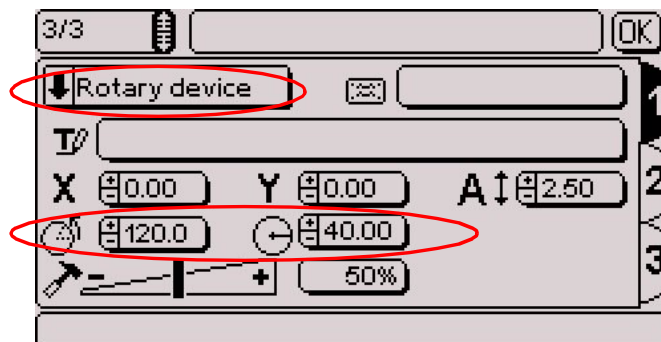 3/3 OK
Rotary device
T
X 0.00 Y 0.00 A 2.50
120.0 40.00
- + 50%
1
2
3